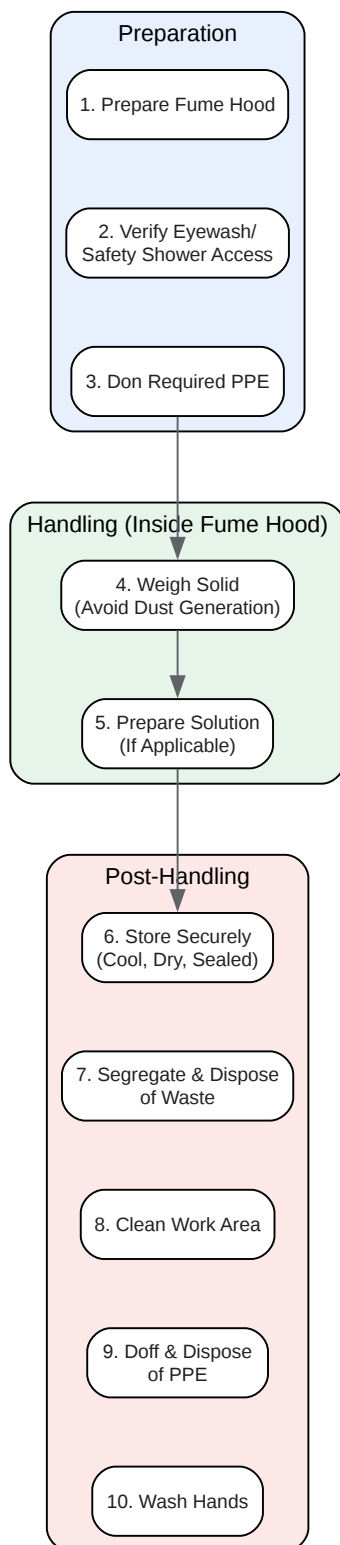 Preparation
1. Prepare Fume Hood
2. Verify Eyewash/
Safety Shower Access
3. Don Required PPE
Handling (Inside Fume Hood)
4. Weigh Solid
(Avoid Dust Generation)
5. Prepare Solution
(If Applicable)
Post-Handling
6. Store Securely
(Cool, Dry, Sealed)
7. Segregate & Dispose
of Waste
8. Clean Work Area
9. Doff & Dispose
of PPE
10. Wash Hands